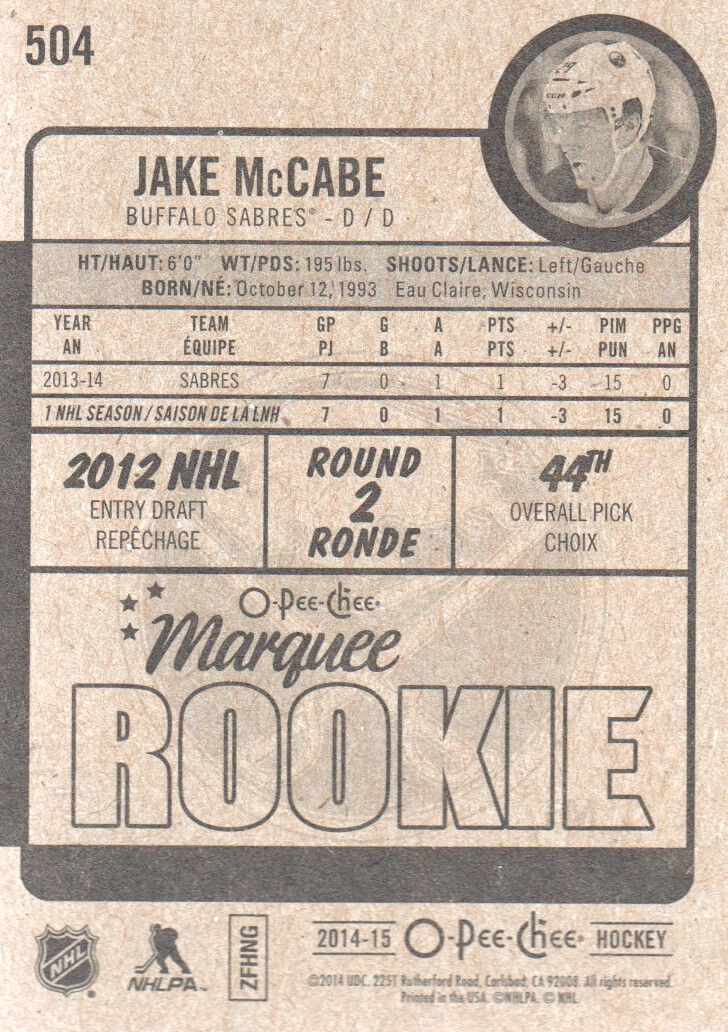 504
JAKE McCABE
BUFFALO SABRES® - D / D
HT/HAUT: 6'0" WT/PDS: 195 lbs. SHOOTS/LANCE: Left/Gauche
BORN/NÉ: October 12, 1993 Eau Claire, Wisconsin
YEAR TEAM GP G A PTS +/- PIM PPG
AN ÉQUIPE PJ B A PTS +/- PUN AN
2013-14 SABRES 7 0 1 1 -3 15 0
1 NHL SEASON / SAISON DE LA LNH 7 0 1 1 -3 15 0
2012 NHL
ENTRY DRAFT
REPÊCHAGE
ROUND
2
RONDE
44TH
OVERALL PICK
CHOIX
O-Pee-Chee®
Marquee
ROOKIE
NHL
NHLPA™
ZFHNG
2014-15 O-Pee-Chee® HOCKEY
©2014 UDC. 2251 Rutherford Road, Carlsbad, CA 92008. All rights reserved.
Printed in the USA. ©NHLPA. © NHL.